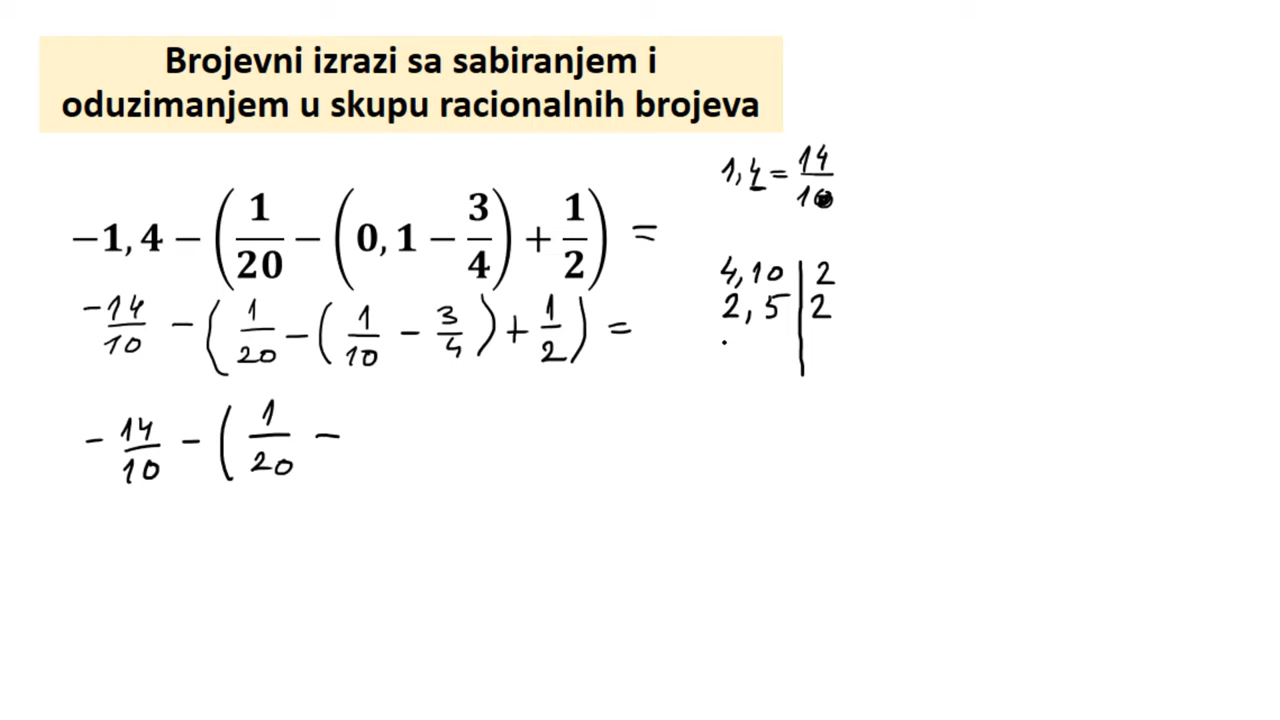 Brojevni izrazi sa sabiranjem i
oduzimanjem u skupu racionalnih brojeva
1,4 = 14/10
−1,4 − (1/20 − (0,1 − 3/4) + 1/2) =
4,10 | 2
2,5 | 2
-14/10 − (1/20 − (1/10 − 3/4) + 1/2) =
- 14/10 − (1/20 −